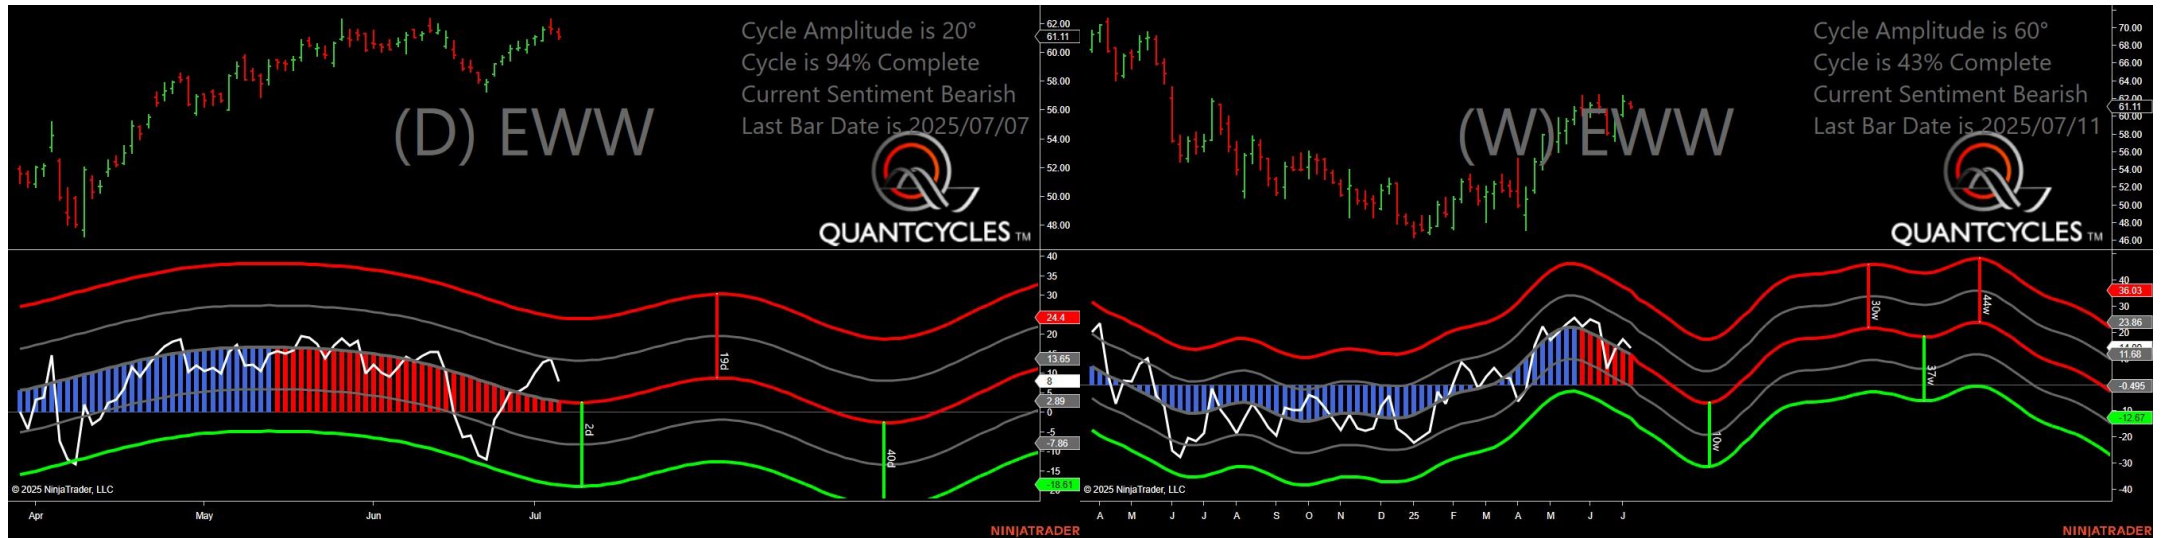 Cycle Amplitude is 20°
Cycle is 94% Complete
Current Sentiment Bearish
Last Bar Date is 2025/07/07
(D) EWW
QUANTCYCLES TM
62.00
61.11
60.00
58.00
56.00
54.00
52.00
50.00
48.00
40
35
30
24.4
20
13.65
10
8
2.89
0
-5
-7.86
-10
-15
-18.61
2d
19d
40d
© 2025 NinjaTrader, LLC
Apr May Jun Jul
NINJATRADER
Cycle Amplitude is 60°
Cycle is 43% Complete
Current Sentiment Bearish
Last Bar Date is 2025/07/11
(W) EWW
QUANTCYCLES TM
70.00
68.00
66.00
64.00
62.00
61.11
60.00
58.00
56.00
54.00
52.00
50.00
48.00
46.00
40
36.03
30
23.86
20
11.68
-0.495
-10
-12.67
-20
-30
-40
10w
30w
37w
44w
© 2025 NinjaTrader, LLC
A M J J A S O N D 25 F M A M J J
NINJATRADER